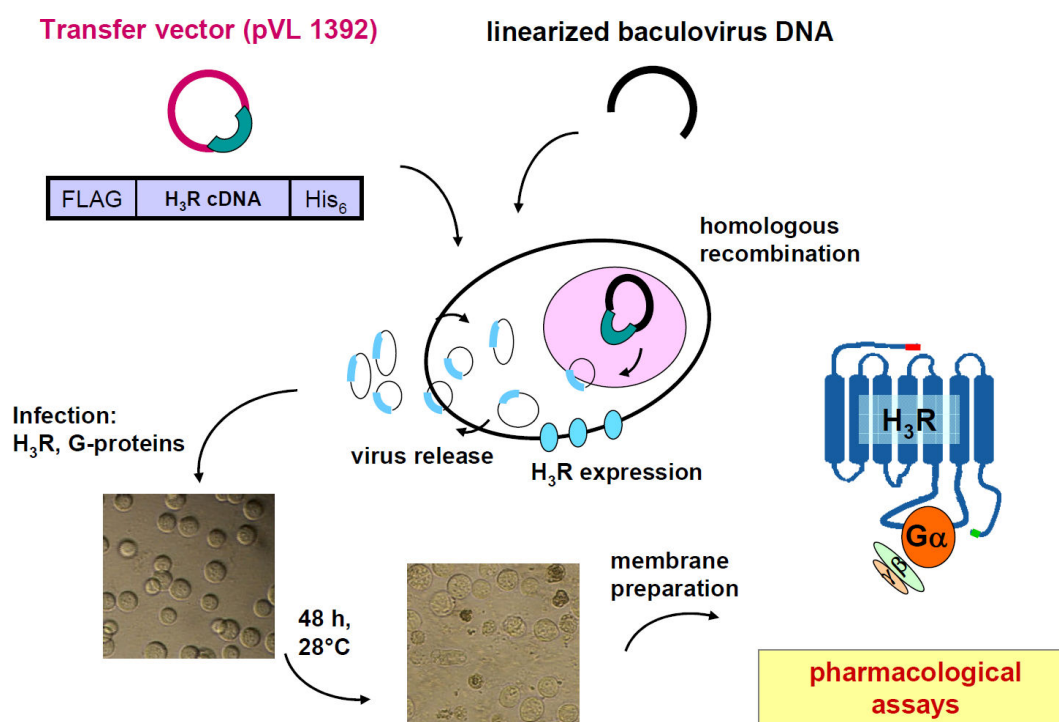 Transfer vector (pVL 1392)
linearized baculovirus DNA
FLAG
H₃R cDNA
His₆
homologous
recombination
Infection:
H₃R, G-proteins
virus release
H₃R expression
H₃R
Gα
β
γ
48 h,
28°C
membrane
preparation
pharmacological
assays